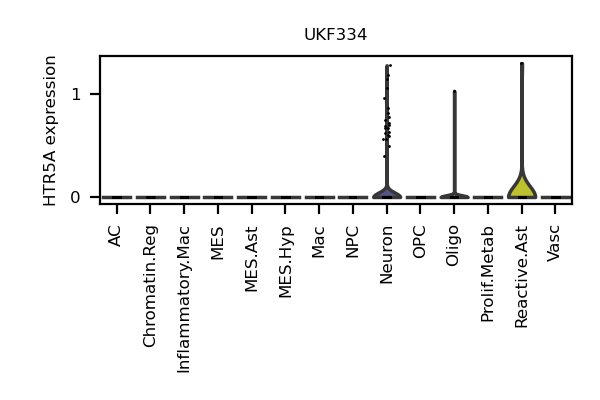 UKF334
HTR5A expression
1
0
AC
Chromatin.Reg
Inflammatory.Mac
MES
MES.Ast
MES.Hyp
Mac
NPC
Neuron
OPC
Oligo
Prolif.Metab
Reactive.Ast
Vasc